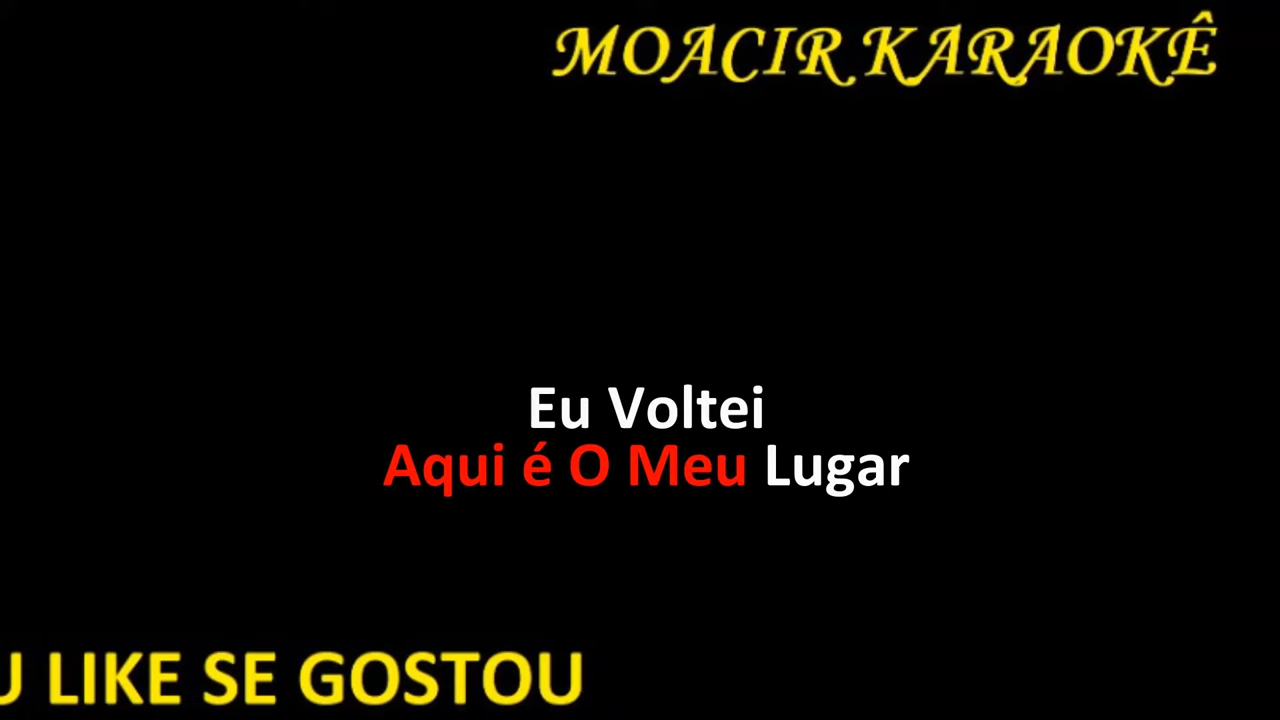 MOACIR KARAOKÊ
Eu Voltei
Aqui é O Meu Lugar
U LIKE SE GOSTOU